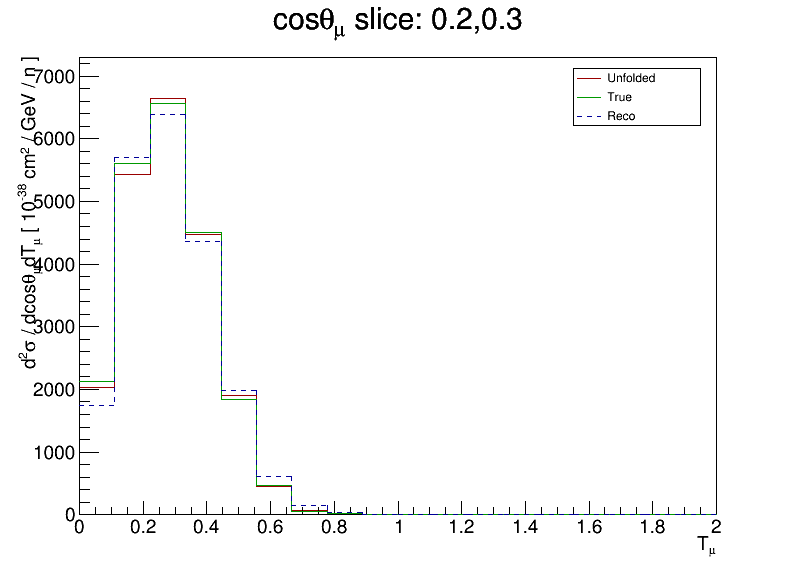 cosθμ slice: 0.2,0.3
d²σ / dcosθμdTμ [ 10⁻³⁸ cm² / GeV / η ]
7000
6000
5000
4000
3000
2000
1000
0
0 0.2 0.4 0.6 0.8 1 1.2 1.4 1.6 1.8 2
Tμ
Unfolded
True
Reco